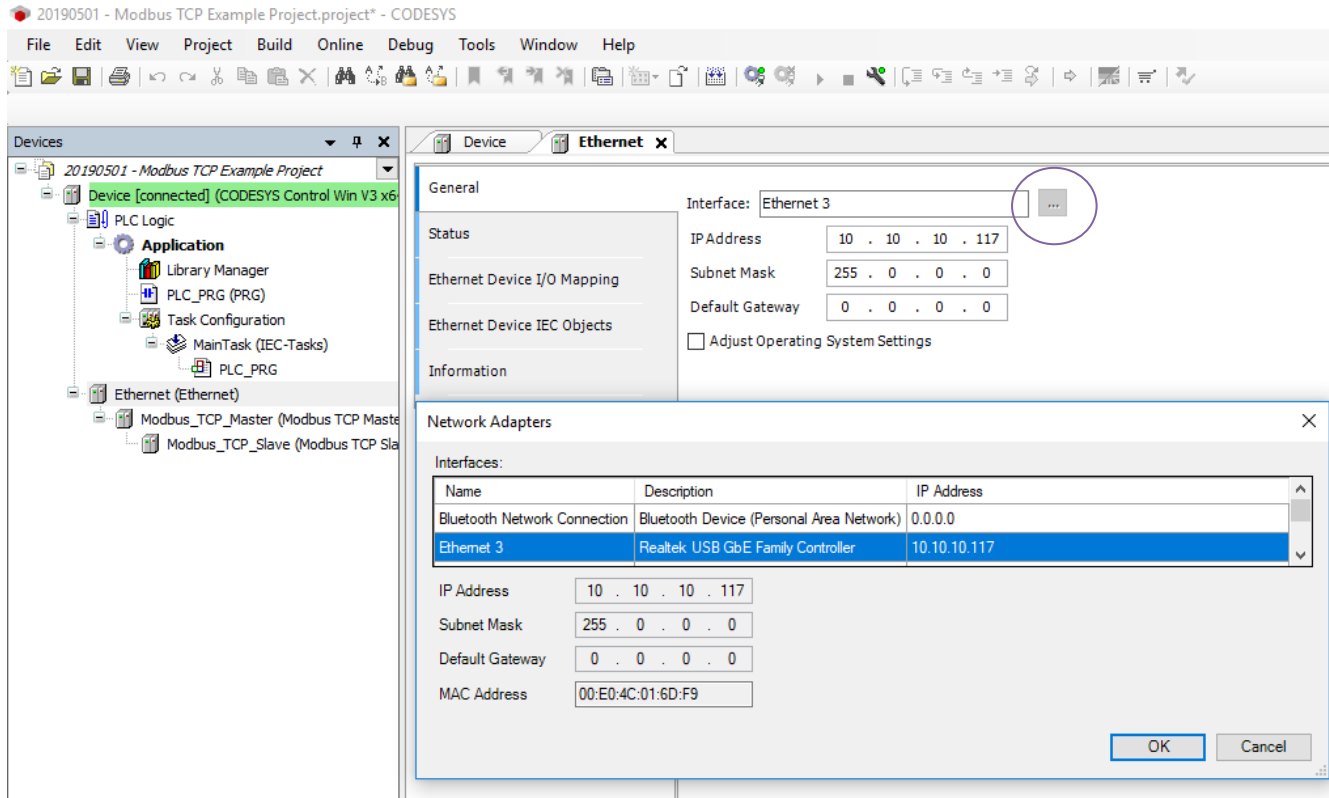 20190501 - Modbus TCP Example Project.project* - CODESYS
File Edit View Project Build Online Debug Tools Window Help
Devices
20190501 - Modbus TCP Example Project
Device [connected] (CODESYS Control Win V3 x6
PLC Logic
Application
Library Manager
PLC_PRG (PRG)
Task Configuration
MainTask (IEC-Tasks)
PLC_PRG
Ethernet (Ethernet)
Modbus_TCP_Master (Modbus TCP Maste
Modbus_TCP_Slave (Modbus TCP Sla
Device Ethernet
General
Status
Ethernet Device I/O Mapping
Ethernet Device IEC Objects
Information
Interface: Ethernet 3 ...
IP Address 10 . 10 . 10 . 117
Subnet Mask 255 . 0 . 0 . 0
Default Gateway 0 . 0 . 0 . 0
Adjust Operating System Settings
Network Adapters
Interfaces:
Name Description IP Address
Bluetooth Network Connection Bluetooth Device (Personal Area Network) 0.0.0.0
Ethernet 3 Realtek USB GbE Family Controller 10.10.10.117
IP Address 10 . 10 . 10 . 117
Subnet Mask 255 . 0 . 0 . 0
Default Gateway 0 . 0 . 0 . 0
MAC Address 00:E0:4C:01:6D:F9
OK Cancel